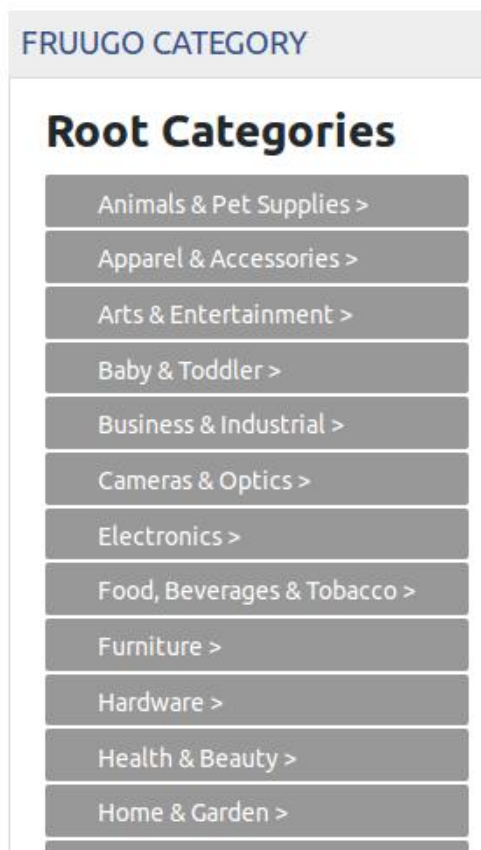 FRUUGO CATEGORY
Root Categories
Animals & Pet Supplies >
Apparel & Accessories >
Arts & Entertainment >
Baby & Toddler >
Business & Industrial >
Cameras & Optics >
Electronics >
Food, Beverages & Tobacco >
Furniture >
Hardware >
Health & Beauty >
Home & Garden >